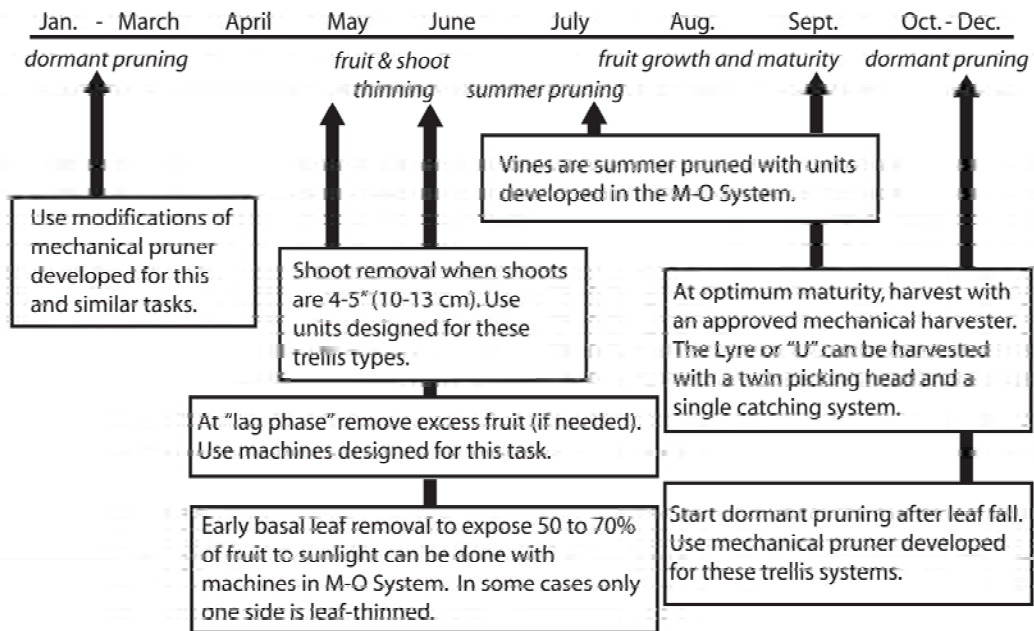 Jan. - March April May June July Aug. Sept. Oct. - Dec.
dormant pruning fruit & shoot fruit growth and maturity dormant pruning
thinning summer pruning
Vines are summer pruned with units
developed in the M-O System.
Use modifications of
mechanical pruner
developed for this
and similar tasks.
Shoot removal when shoots
are 4-5" (10-13 cm). Use
units designed for these
trellis types.
At optimum maturity, harvest with
an approved mechanical harvester.
The Lyre or "U" can be harvested
with a twin picking head and a
single catching system.
At "lag phase" remove excess fruit (if needed).
Use machines designed for this task.
Early basal leaf removal to expose 50 to 70%
of fruit to sunlight can be done with
machines in M-O System. In some cases only
one side is leaf-thinned.
Start dormant pruning after leaf fall.
Use mechanical pruner developed
for these trellis systems.